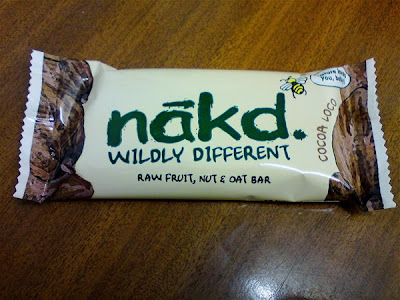 nākd.
WILDLY DIFFERENT
RAW FRUIT, NUT & OAT BAR
COCOA LOCO